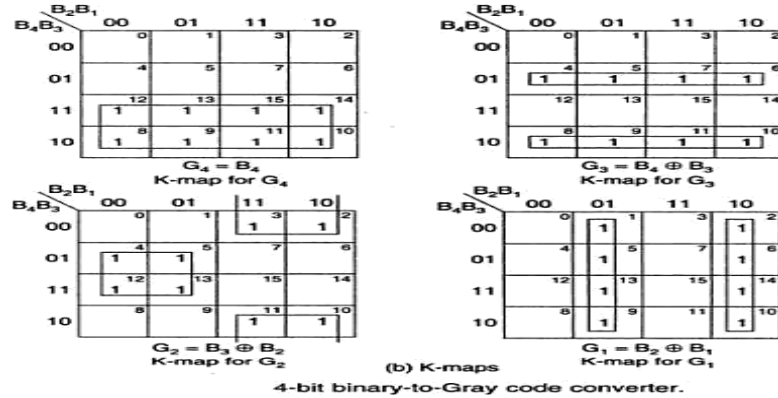 B₂B₁
B₄B₃ 00 01 11 10
00 0 1 3 2
01 4 5 7 6
11 12 1 13 1 15 1 14 1
10 8 1 9 1 11 1 10 1
G₄ = B₄
K-map for G₄
B₂B₁
B₄B₃ 00 01 11 10
00 0 1 3 2
01 4 1 5 1 7 1 6 1
11 12 13 15 14
10 8 1 9 1 11 1 10 1
G₃ = B₄ ⊕ B₃
K-map for G₃
B₂B₁
B₄B₃ 00 01 11 10
00 0 1 3 1 2 1
01 4 1 5 1 7 6
11 12 1 13 1 15 14
10 8 9 11 1 10 1
G₂ = B₃ ⊕ B₂
K-map for G₂
B₂B₁
B₄B₃ 00 01 11 10
00 0 1 1 3 2 1
01 4 5 1 7 6 1
11 12 13 1 15 14 1
10 8 9 1 11 10 1
G₁ = B₂ ⊕ B₁
K-map for G₁
(b) K-maps
4-bit binary-to-Gray code converter.